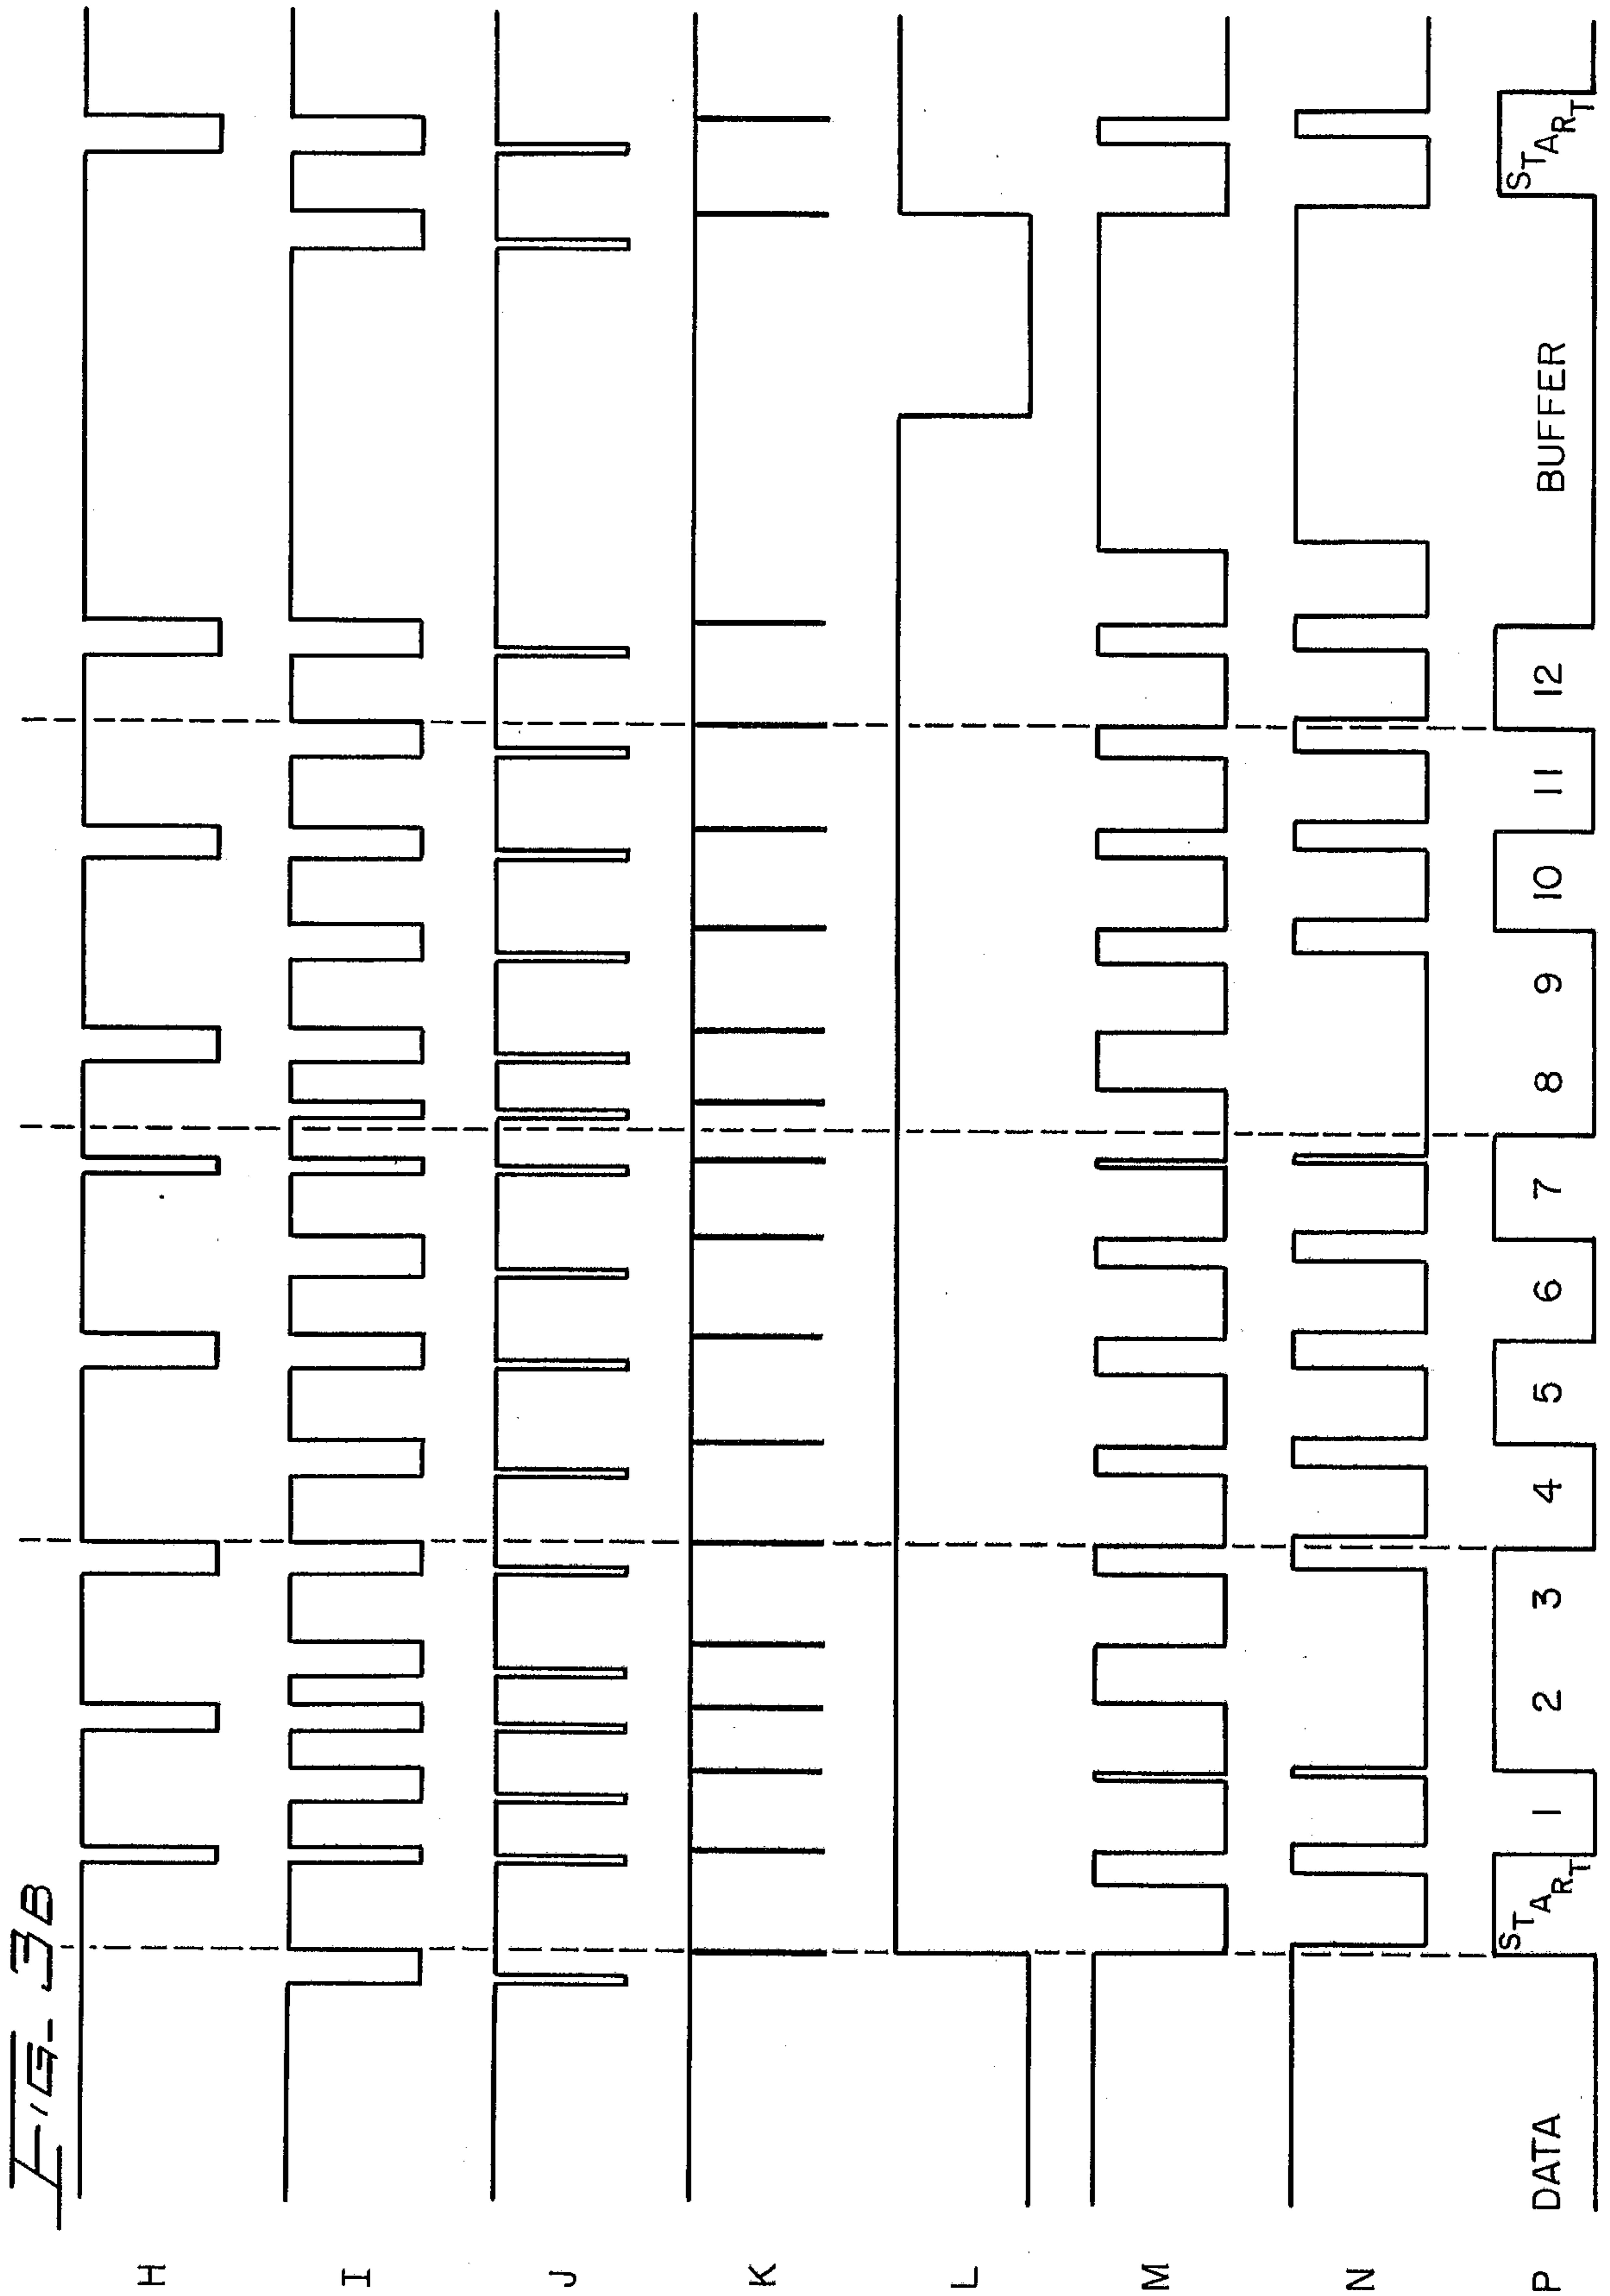 FIG. 3B
H
I
J
K
L
M
N
P DATA START 1 2 3 4 5 6 7 8 9 10 11 12 BUFFER START